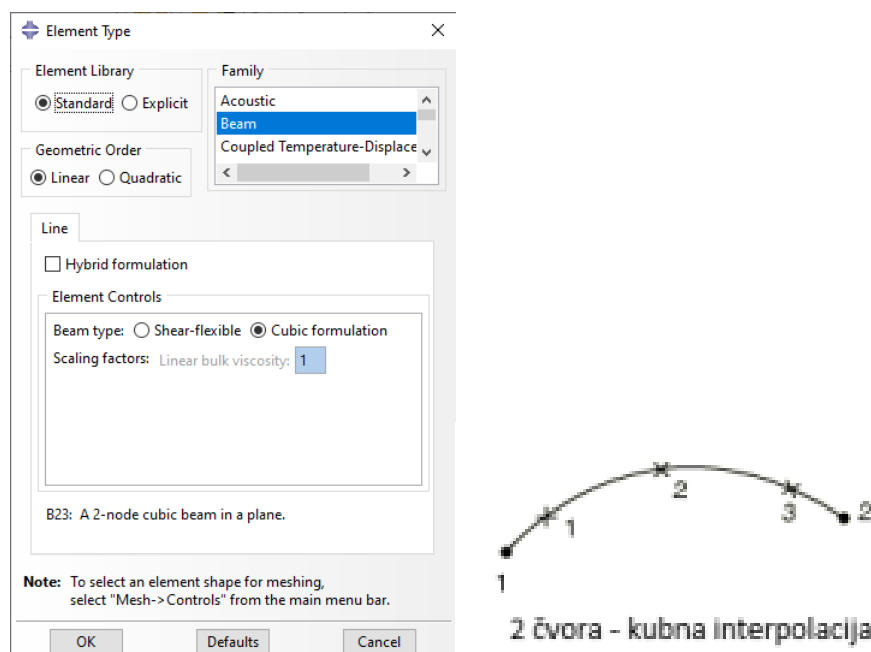 Element Type
Element Library
Standard Explicit
Family
Acoustic
Beam
Coupled Temperature-Displace
Geometric Order
Linear Quadratic
Line
Hybrid formulation
Element Controls
Beam type: Shear-flexible Cubic formulation
Scaling factors: Linear bulk viscosity: 1
B23: A 2-node cubic beam in a plane.
Note: To select an element shape for meshing,
select "Mesh->Controls" from the main menu bar.
OK Defaults Cancel
2
3 2
1
1
2 čvora - kubna interpolacija